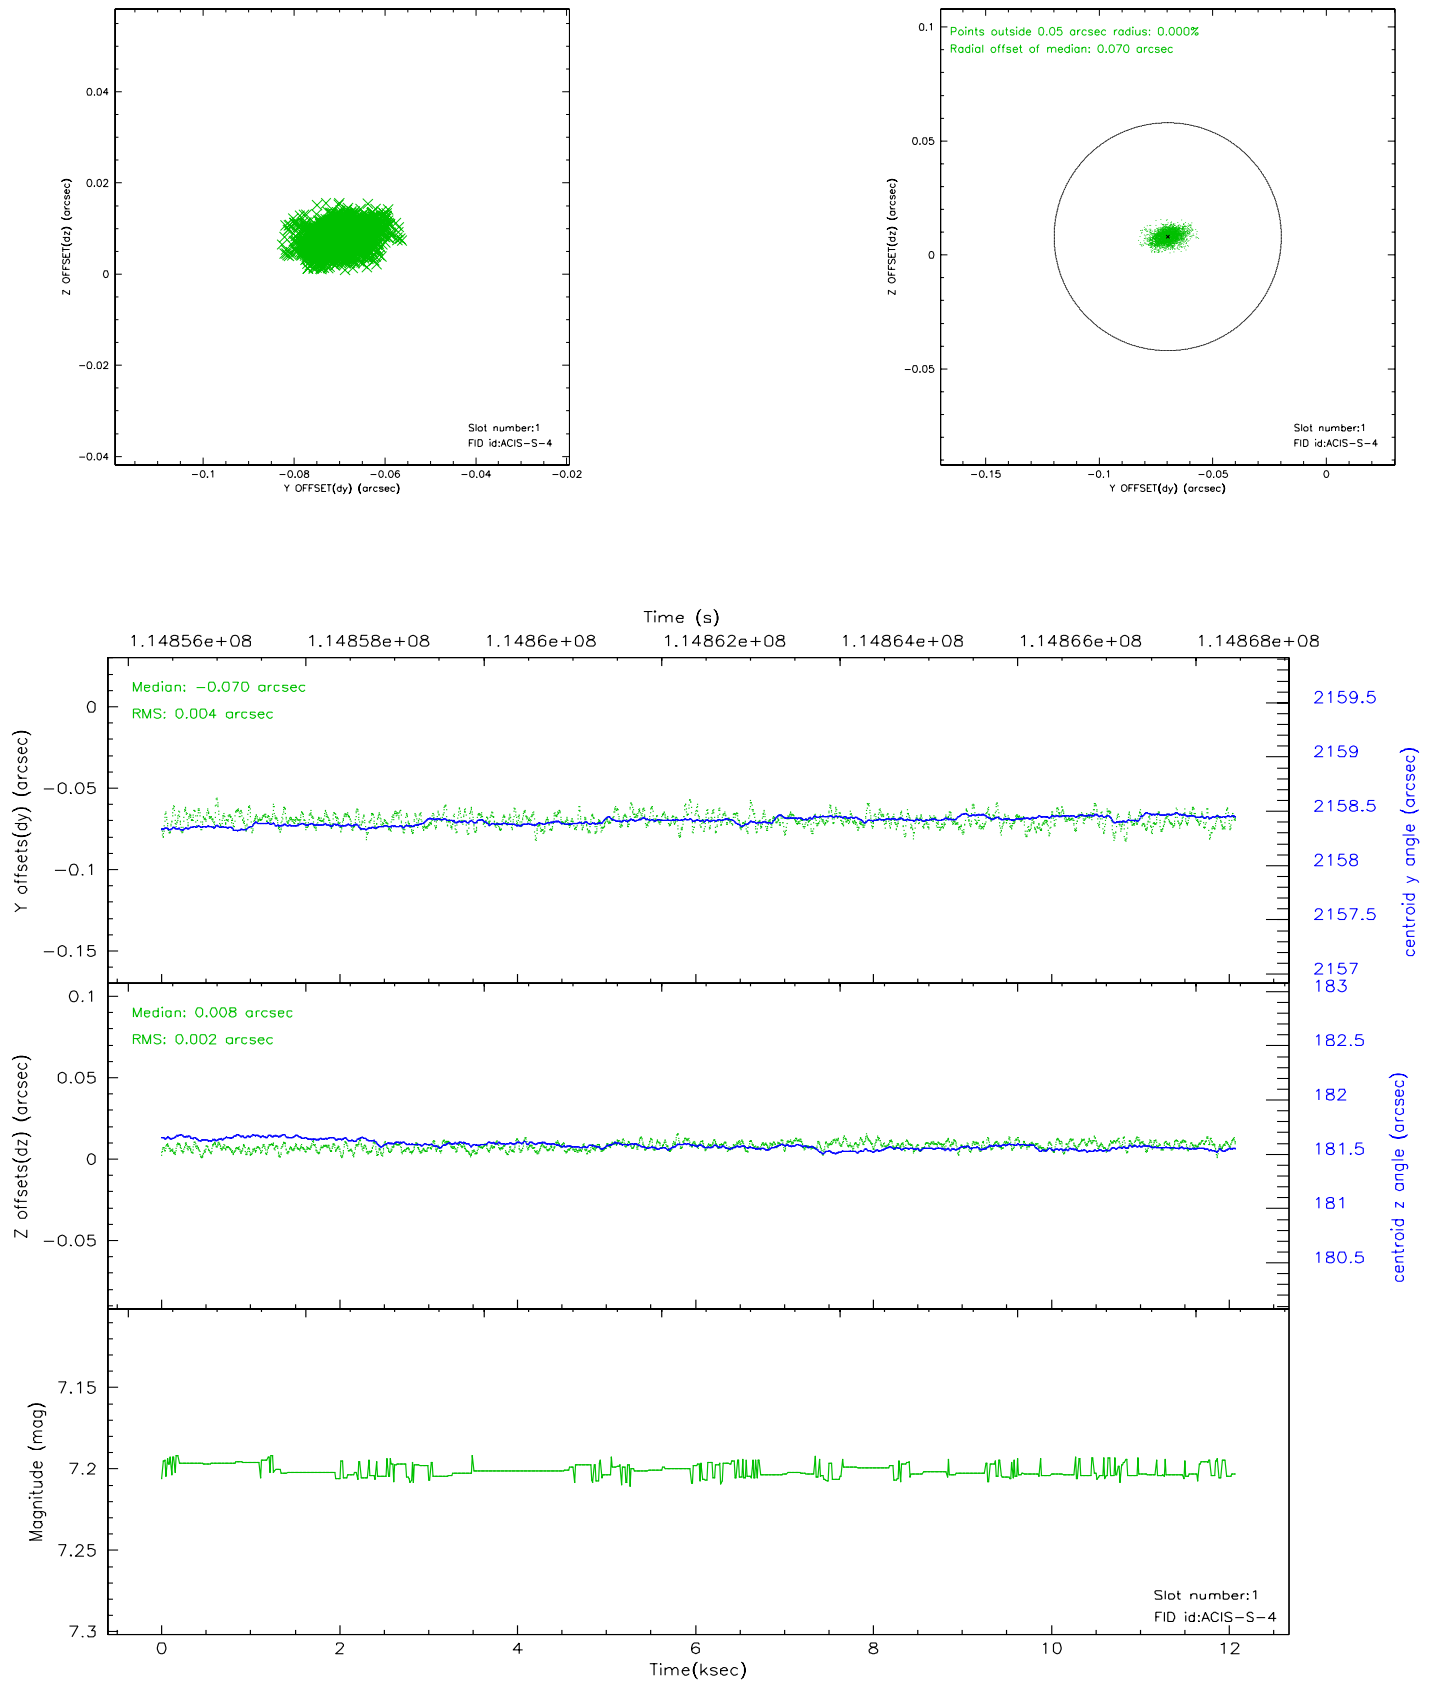 0.04
0.02
0
-0.02
-0.04
Z OFFSET(dz) (arcsec)
Slot number:1
FID id:ACIS-S-4
-0.1 -0.08 -0.06 -0.04 -0.02
Y OFFSET(dy) (arcsec)
Points outside 0.05 arcsec radius: 0.000%
Radial offset of median: 0.070 arcsec
0.1
0.05
0
-0.05
Z OFFSET(dz) (arcsec)
Slot number:1
FID id:ACIS-S-4
-0.15 -0.1 -0.05 0
Y OFFSET(dy) (arcsec)
Time (s)
1.14856e+08 1.14858e+08 1.1486e+08 1.14862e+08 1.14864e+08 1.14866e+08 1.14868e+08
Median: -0.070 arcsec
RMS: 0.004 arcsec
0
-0.05
-0.1
-0.15
Y offsets(dy) (arcsec)
2159.5
2159
2158.5
2158
2157.5
2157
centroid y angle (arcsec)
Median: 0.008 arcsec
RMS: 0.002 arcsec
0.1
0.05
0
-0.05
Z offsets(dz) (arcsec)
183
182.5
182
181.5
181
180.5
centroid z angle (arcsec)
7.15
7.2
7.25
7.3
Magnitude (mag)
Slot number:1
FID id:ACIS-S-4
0 2 4 6 8 10 12
Time(ksec)